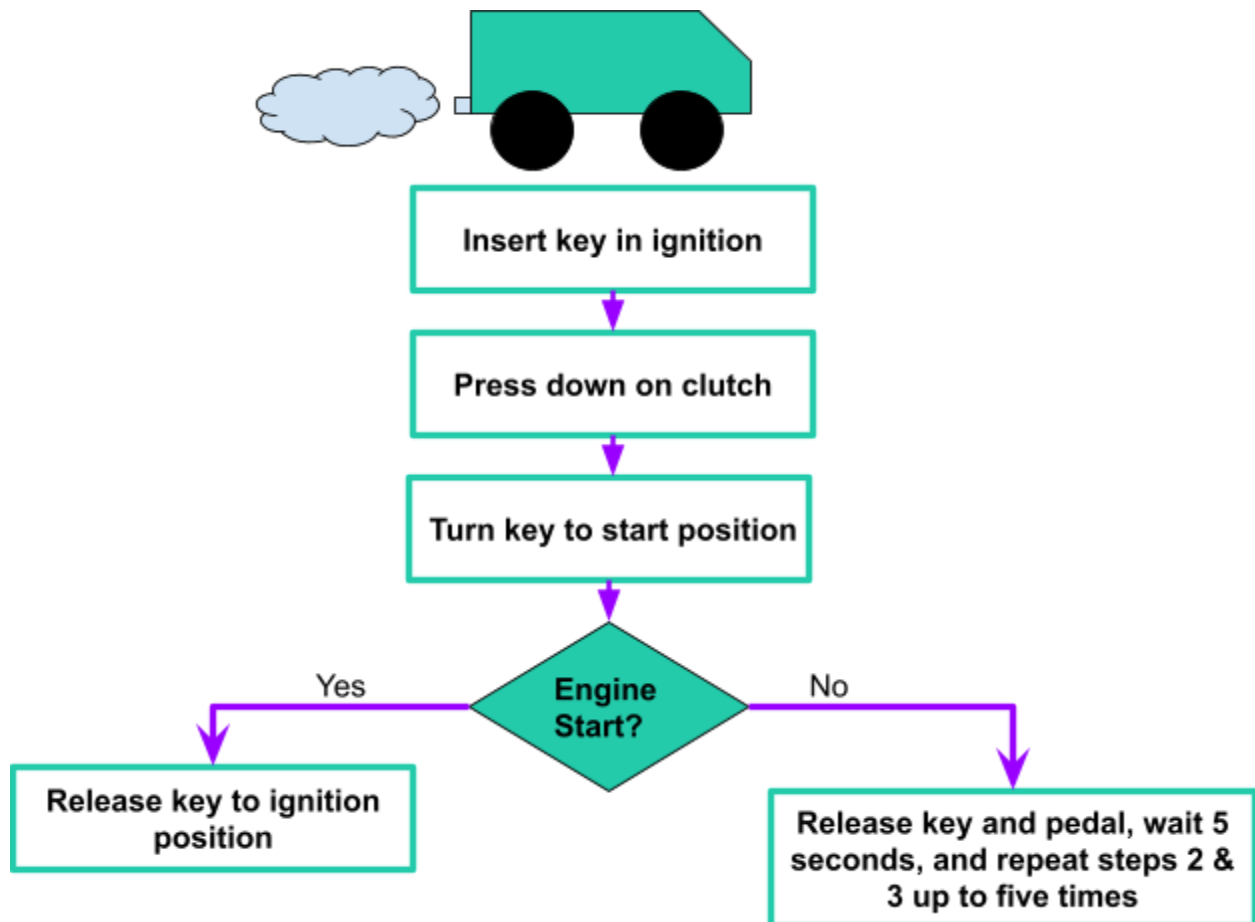 Insert key in ignition
Press down on clutch
Turn key to start position
Engine
Start?
Yes
No
Release key to ignition
position
Release key and pedal, wait 5
seconds, and repeat steps 2 &
3 up to five times